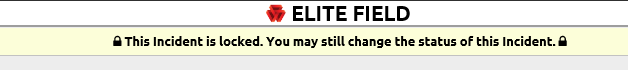 ELITE FIELD
This Incident is locked. You may still change the status of this Incident.